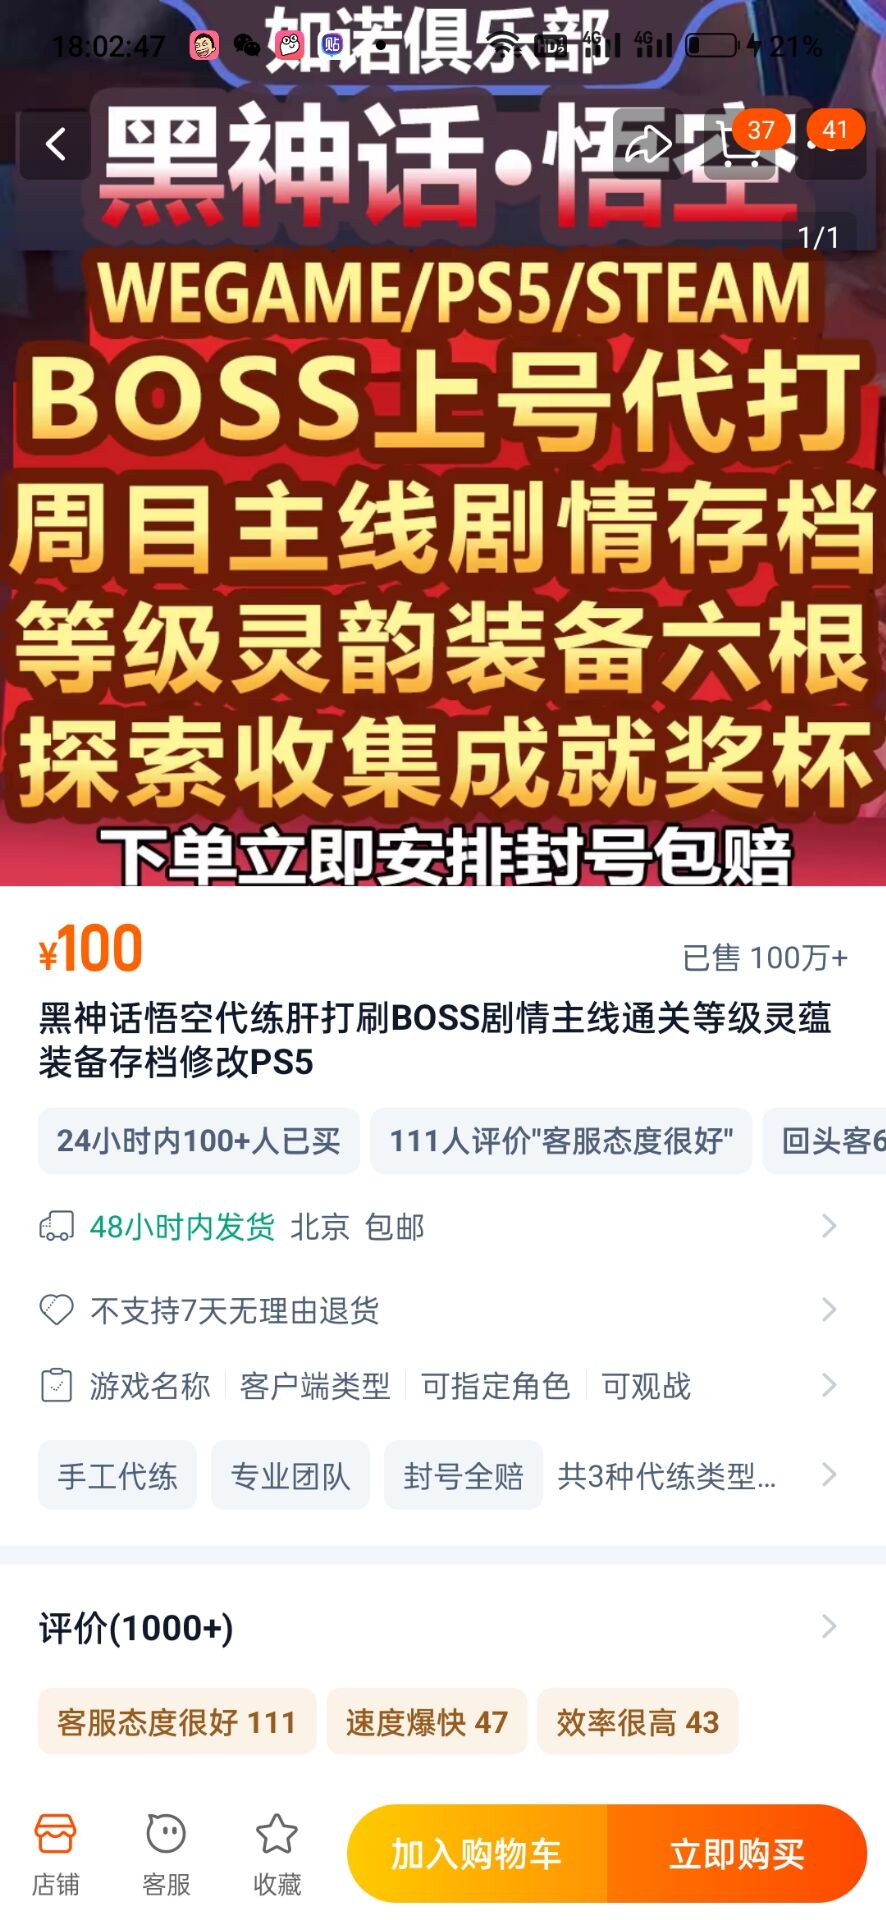 如诺俱乐部
18:02:47
贴
HD2 4G 4G 21%
黑神话·悟空
37
41
1/1
WEGAME/PS5/STEAM
BOSS上号代打
周目主线剧情存档
等级灵韵装备六根
探索收集成就奖杯
下单立即安排封号包赔
¥100
已售 100万+
黑神话悟空代练肝打刷BOSS剧情主线通关等级灵蕴
装备存档修改PS5
24小时内100+人已买
111人评价"客服态度很好"
回头客6
48小时内发货 北京 包邮
不支持7天无理由退货
游戏名称 客户端类型 可指定角色 可观战
手工代练 专业团队 封号全赔 共3种代练类型...
评价(1000+)
客服态度很好 111
速度爆快 47
效率很高 43
店铺
客服
收藏
加入购物车
立即购买